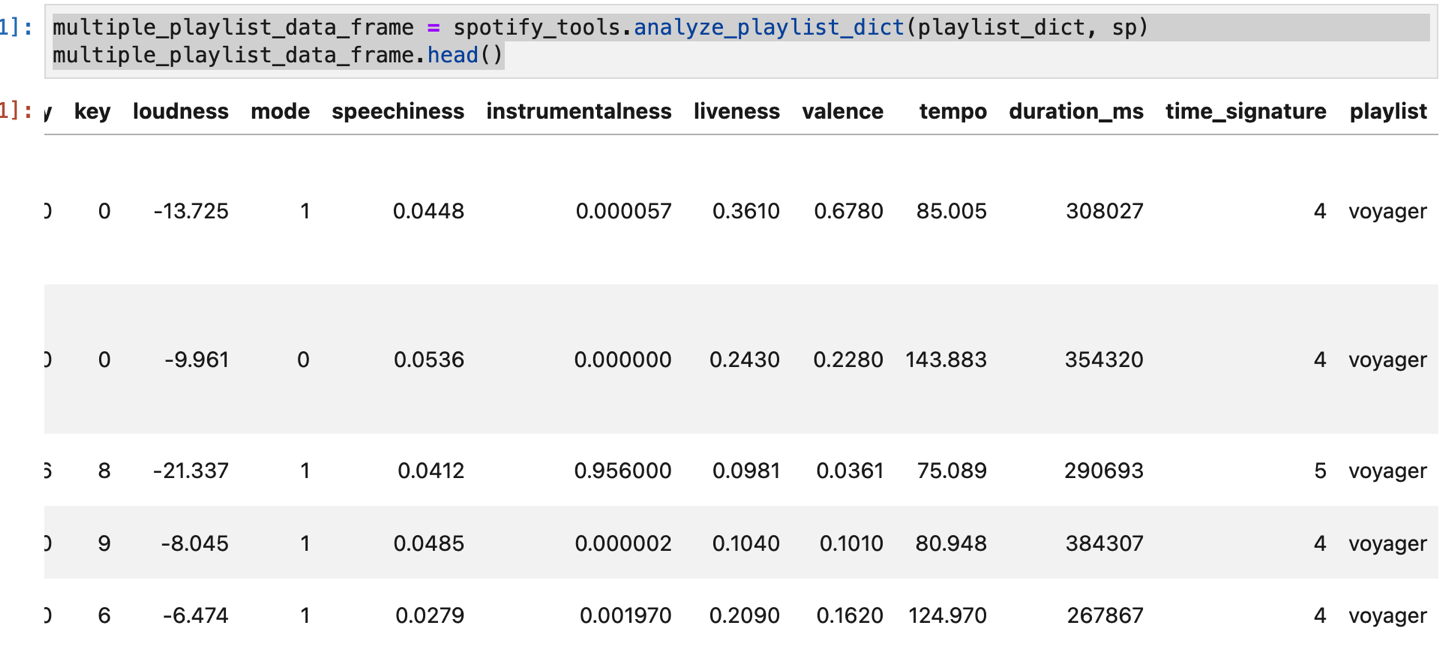 1]: multiple_playlist_data_frame = spotify_tools.analyze_playlist_dict(playlist_dict, sp)
multiple_playlist_data_frame.head()
1]: y key loudness mode speechiness instrumentalness liveness valence tempo duration_ms time_signature playlist
0 0 -13.725 1 0.0448 0.000057 0.3610 0.6780 85.005 308027 4 voyager
0 0 -9.961 0 0.0536 0.000000 0.2430 0.2280 143.883 354320 4 voyager
6 8 -21.337 1 0.0412 0.956000 0.0981 0.0361 75.089 290693 5 voyager
0 9 -8.045 1 0.0485 0.000002 0.1040 0.1010 80.948 384307 4 voyager
0 6 -6.474 1 0.0279 0.001970 0.2090 0.1620 124.970 267867 4 voyager